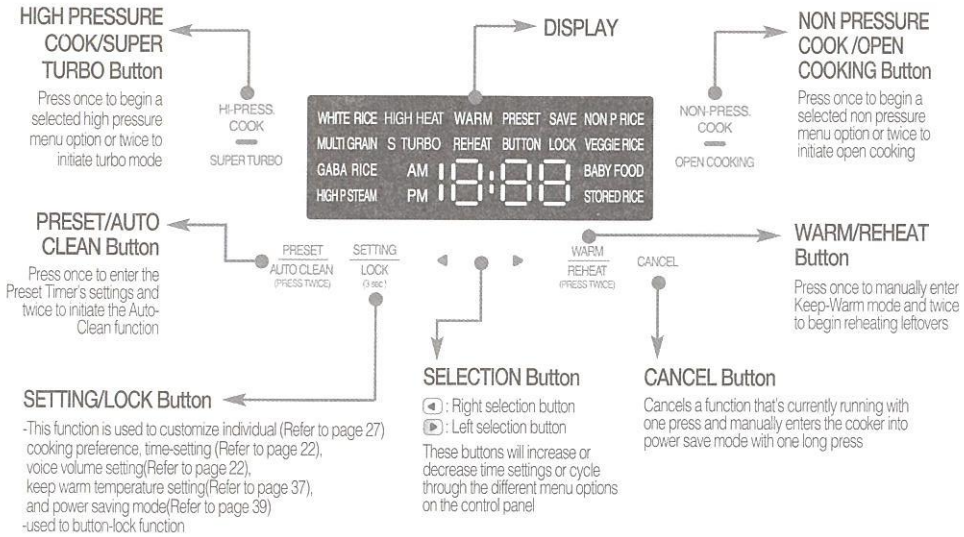 HIGH PRESSURE
COOK/SUPER
TURBO Button
Press once to begin a
selected high pressure
menu option or twice to
initiate turbo mode
HI-PRESS.
COOK
SUPER TURBO
DISPLAY
WHITE RICE HIGH HEAT WARM PRESET SAVE NON P RICE
MULTI GRAIN S TURBO REHEAT BUTTON LOCK VEGGIE RICE
GABA RICE AM 18:88 BABY FOOD
HIGH P STEAM PM STORED RICE
NON-PRESS.
COOK
OPEN COOKING
NON PRESSURE
COOK /OPEN
COOKING Button
Press once to begin a
selected non pressure
menu option or twice to
initiate open cooking
PRESET/AUTO
CLEAN Button
Press once to enter the
Preset Timer's settings and
twice to initiate the Auto-
Clean function
PRESET
AUTO CLEAN
(PRESS TWICE)
SETTING
LOCK
(3 sec)
WARM
REHEAT
(PRESS TWICE)
CANCEL
WARM/REHEAT
Button
Press once to manually enter
Keep-Warm mode and twice
to begin reheating leftovers
SETTING/LOCK Button
-This function is used to customize individual (Refer to page 27)
cooking preference, time-setting (Refer to page 22),
voice volume setting(Refer to page 22),
keep warm temperature setting(Refer to page 37),
and power saving mode(Refer to page 39)
-used to button-lock function
SELECTION Button
◀ : Right selection button
▶ : Left selection button
These buttons will increase or
decrease time settings or cycle
through the different menu options
on the control panel
CANCEL Button
Cancels a function that's currently running with
one press and manually enters the cooker into
power save mode with one long press